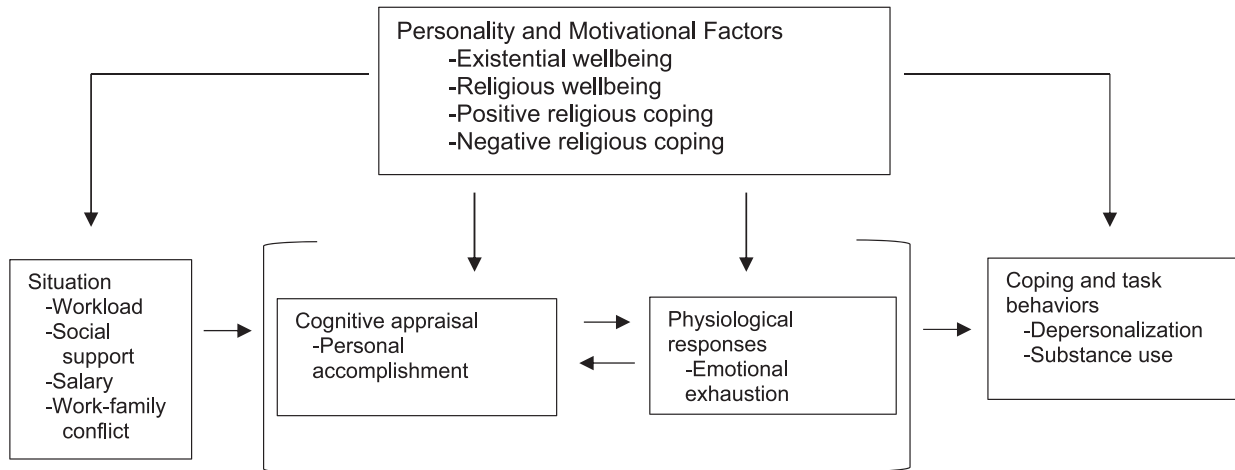 Personality and Motivational Factors
-Existential wellbeing
-Religious wellbeing
-Positive religious coping
-Negative religious coping
Situation
-Workload
-Social
support
-Salary
-Work-family
conflict
Cognitive appraisal
-Personal
accomplishment
Physiological
responses
-Emotional
exhaustion
Coping and task
behaviors
-Depersonalization
-Substance use